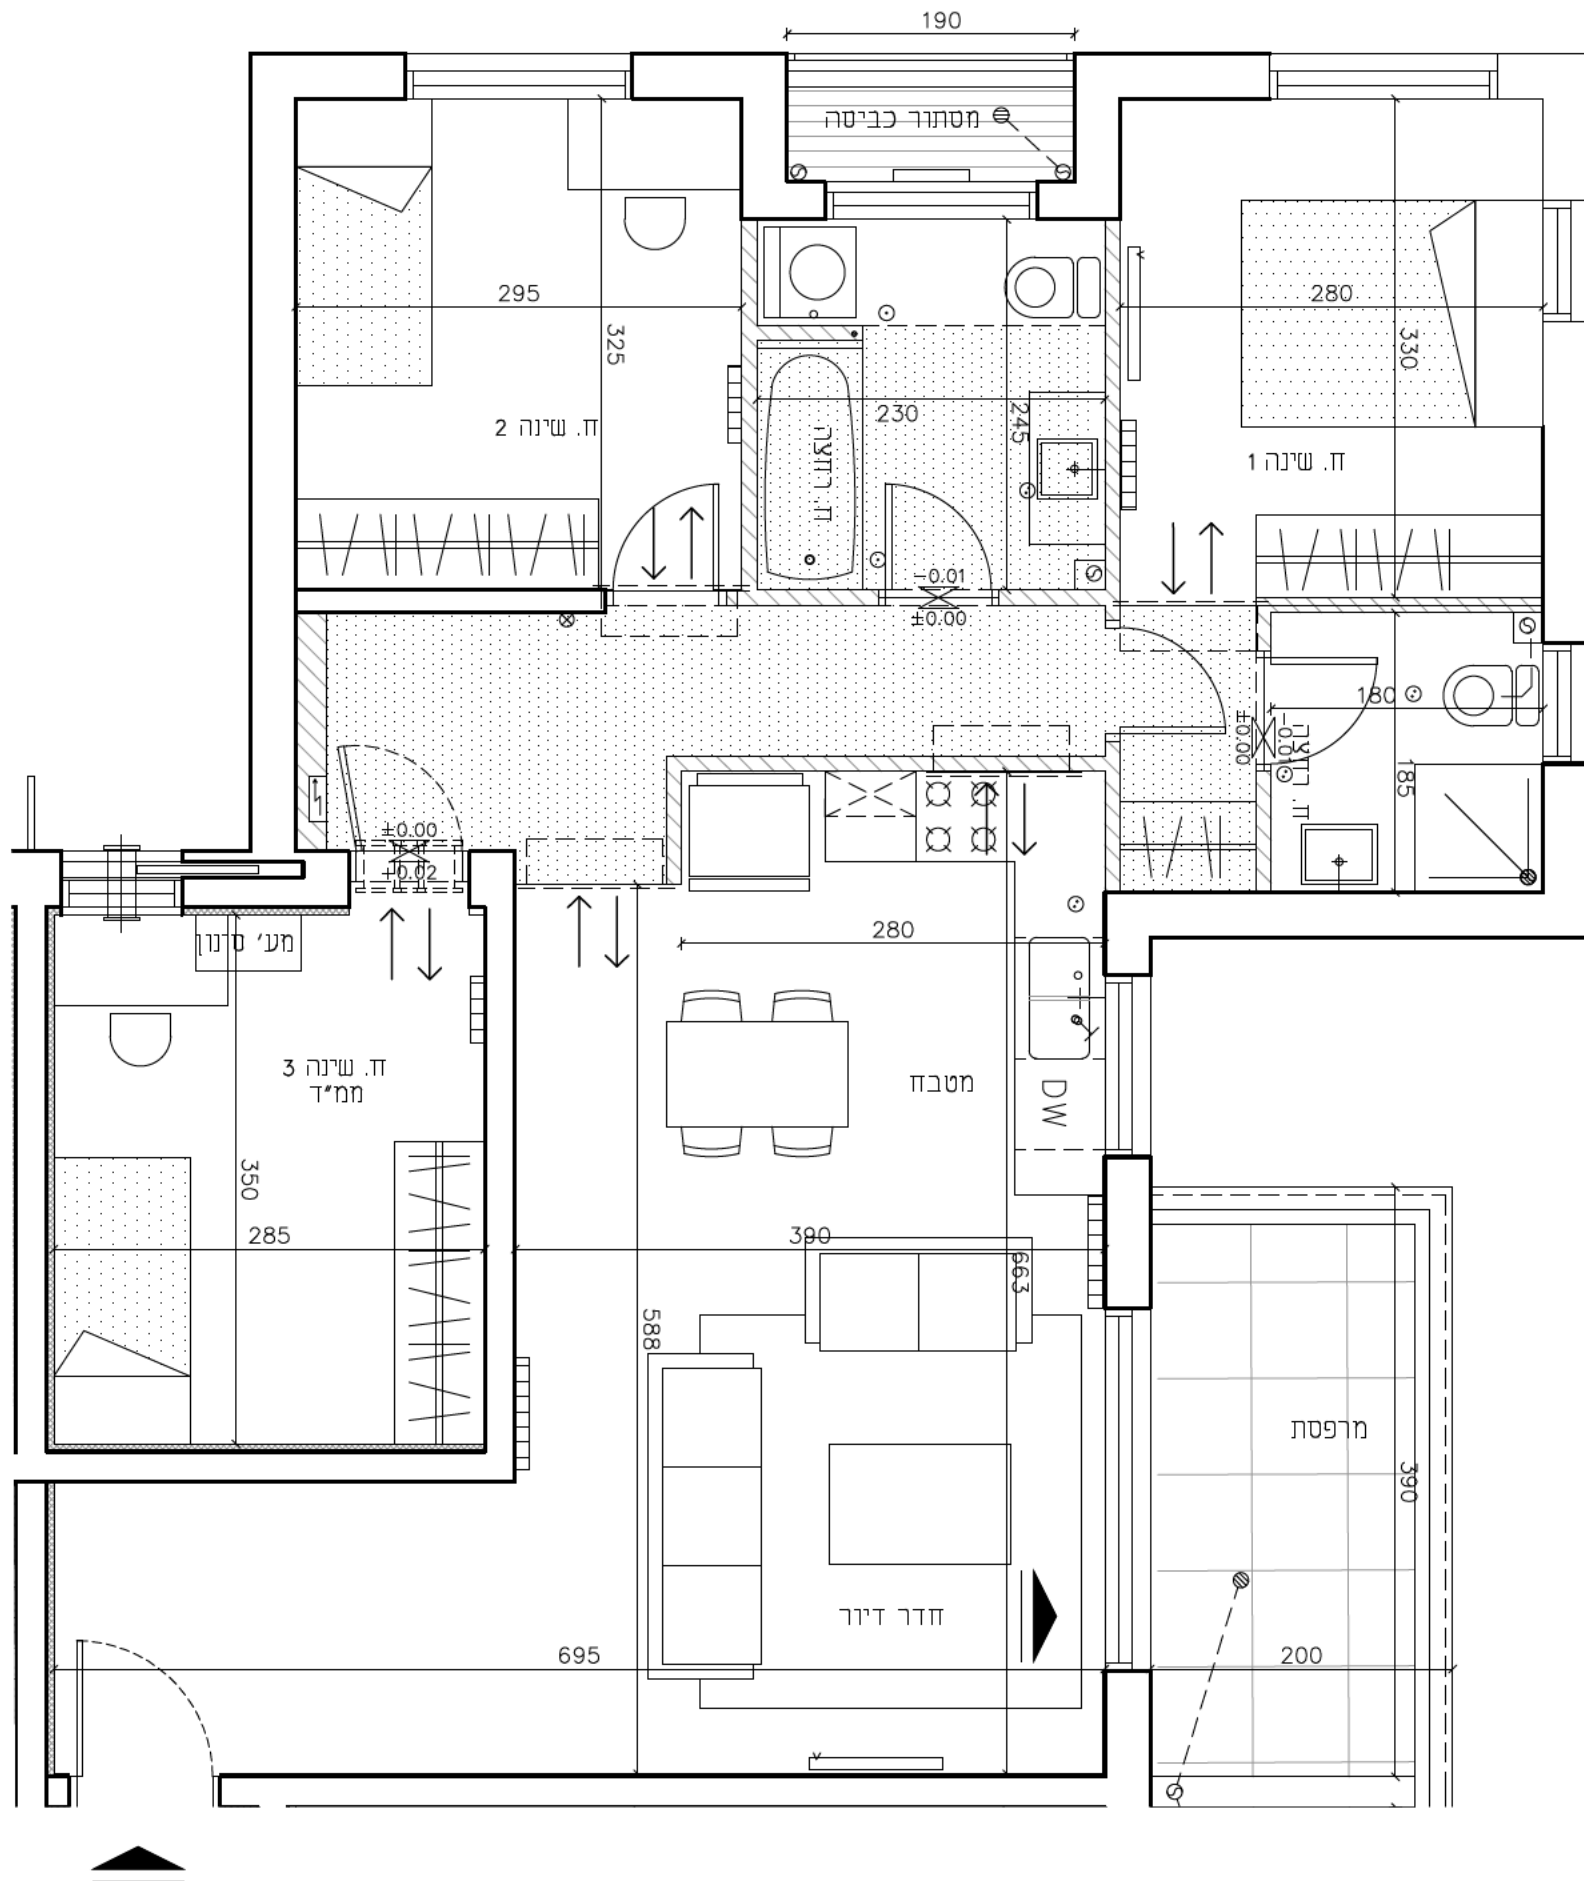 190
מסתור כביסה
295
325
ח. שינה 2
230
245
ח. רחצה
280
330
ח. שינה 1
-0.01
±0.00
180
±0.00
-0.01
ח. רחצה
185
±0.00
+0.02
מע' סינון
280
ח. שינה 3
ממ"ד
מטבח
DW
350
285
390
663
588
מרפסת
390
חדר דיור
695
200